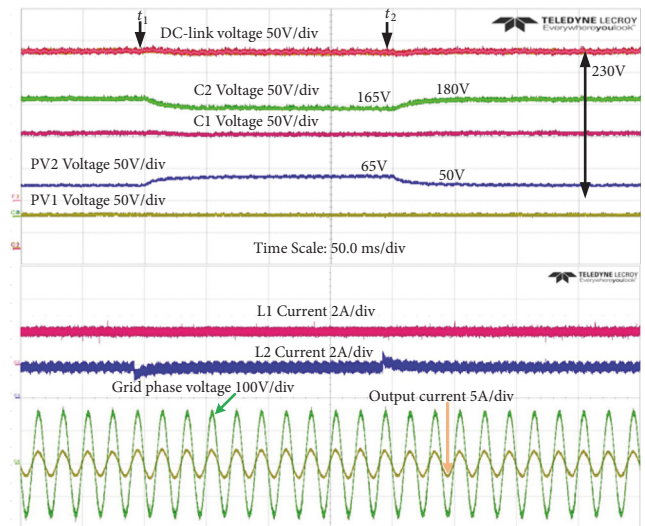 t1
t2
TELEDYNE LECROY
Everywhereyoulook™
DC-link voltage 50V/div
230V
C2 Voltage 50V/div
165V
180V
C1 Voltage 50V/div
PV2 Voltage 50V/div
65V
50V
PV1 Voltage 50V/div
Time Scale: 50.0 ms/div
TELEDYNE LECROY
Everywhereyoulook™
L1 Current 2A/div
L2 Current 2A/div
Grid phase voltage 100V/div
Output current 5A/div